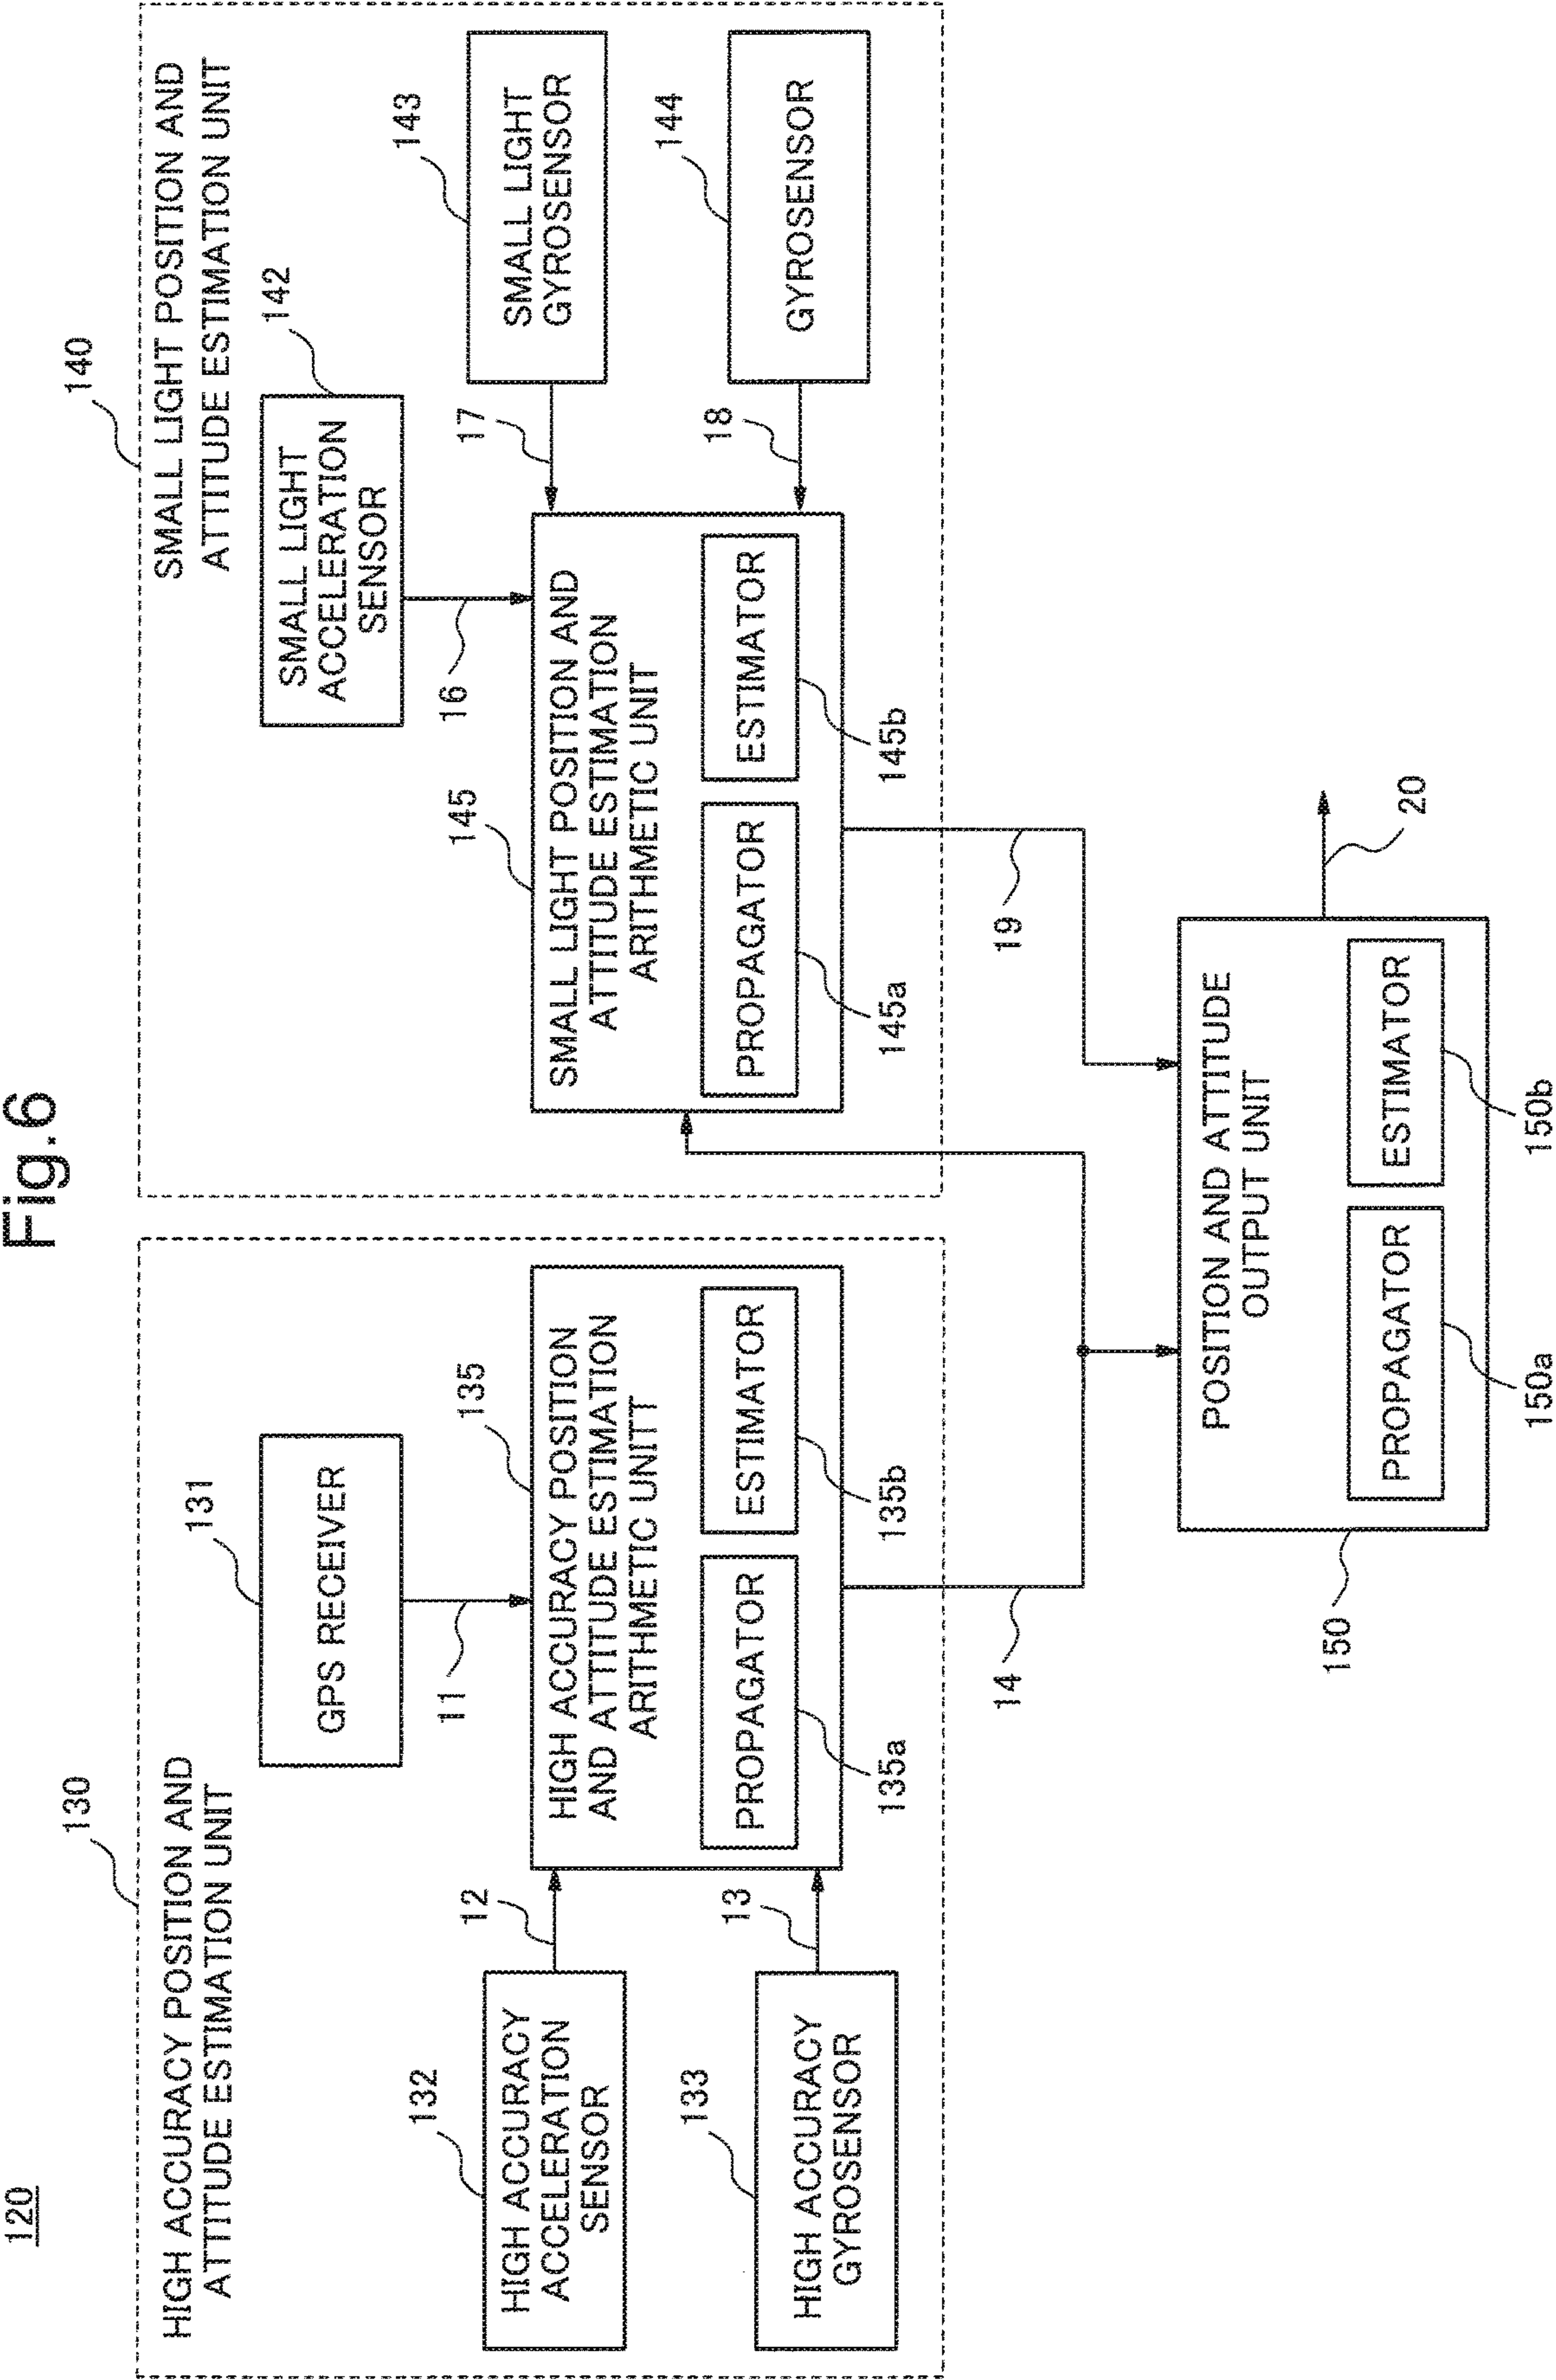 Fig.6
120
130
HIGH ACCURACY POSITION AND
ATTITUDE ESTIMATION UNIT
131
GPS RECEIVER
11
132
HIGH ACCURACY
ACCELERATION
SENSOR
12
133
HIGH ACCURACY
GYROSENSOR
13
135
HIGH ACCURACY POSITION
AND ATTITUDE ESTIMATION
ARITHMETIC UNITT
PROPAGATOR
ESTIMATOR
135a
135b
14
140
SMALL LIGHT POSITION AND
ATTITUDE ESTIMATION UNIT
142
SMALL LIGHT
ACCELERATION
SENSOR
16
143
SMALL LIGHT
GYROSENSOR
17
144
GYROSENSOR
18
145
SMALL LIGHT POSITION AND
ATTITUDE ESTIMATION
ARITHMETIC UNIT
PROPAGATOR
ESTIMATOR
145a
145b
19
150
POSITION AND ATTITUDE
OUTPUT UNIT
PROPAGATOR
ESTIMATOR
150a
150b
20